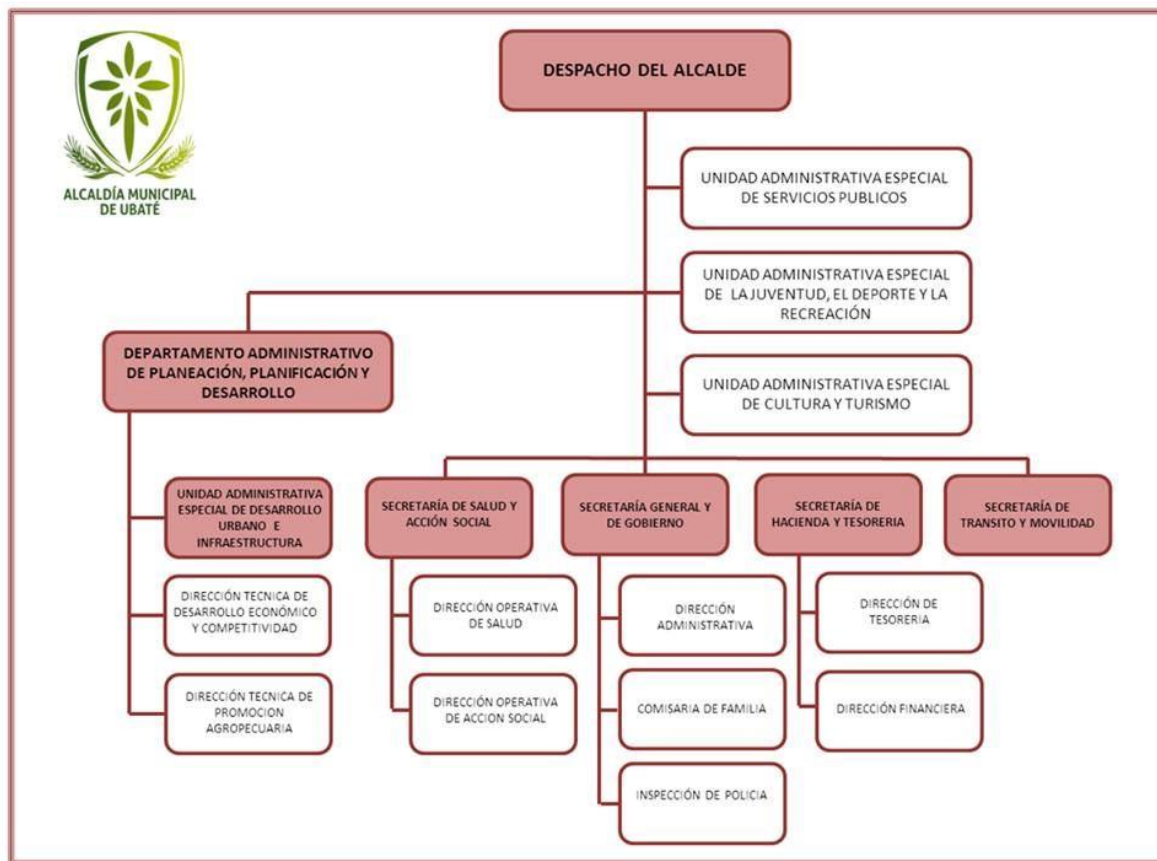 ALCALDÍA MUNICIPAL
DE UBATÉ
DESPACHO DEL ALCALDE
UNIDAD ADMINISTRATIVA ESPECIAL
DE SERVICIOS PUBLICOS
UNIDAD ADMINISTRATIVA ESPECIAL
DE LA JUVENTUD, EL DEPORTE Y LA
RECREACIÓN
DEPARTAMENTO ADMINISTRATIVO
DE PLANEACIÓN, PLANIFICACIÓN Y
DESARROLLO
UNIDAD ADMINISTRATIVA ESPECIAL
DE CULTURA Y TURISMO
UNIDAD ADMINISTRATIVA
ESPECIAL DE DESARROLLO
URBANO E
INFRAESTRUCTURA
SECRETARÍA DE SALUD Y
ACCIÓN SOCIAL
SECRETARÍA GENERAL Y
DE GOBIERNO
SECRETARÍA DE
HACIENDA Y TESORERIA
SECRETARÍA DE
TRANSITO Y MOVILIDAD
DIRECCIÓN TECNICA DE
DESARROLLO ECONÓMICO
Y COMPETITIVIDAD
DIRECCIÓN OPERATIVA
DE SALUD
DIRECCIÓN
ADMINISTRATIVA
DIRECCIÓN DE
TESORERIA
DIRECCIÓN TECNICA DE
PROMOCION
AGROPECUARIA
DIRECCIÓN OPERATIVA
DE ACCION SOCIAL
COMISARIA DE FAMILIA
DIRECCIÓN FINANCIERA
INSPECCIÓN DE POLICIA